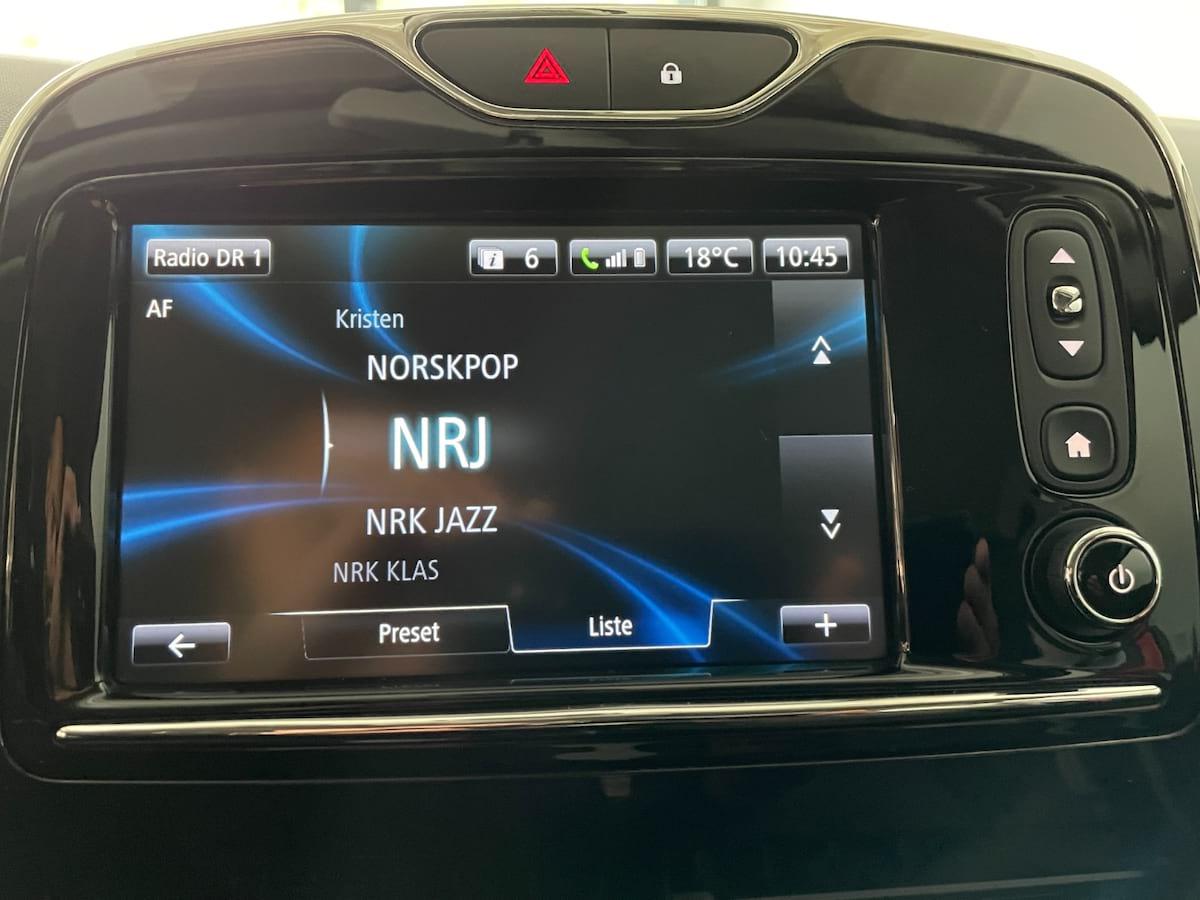 Radio DR 1 6 18°C 10:45
AF
Kristen
NORSKPOP
NRJ
NRK JAZZ
NRK KLAS
Preset Liste +